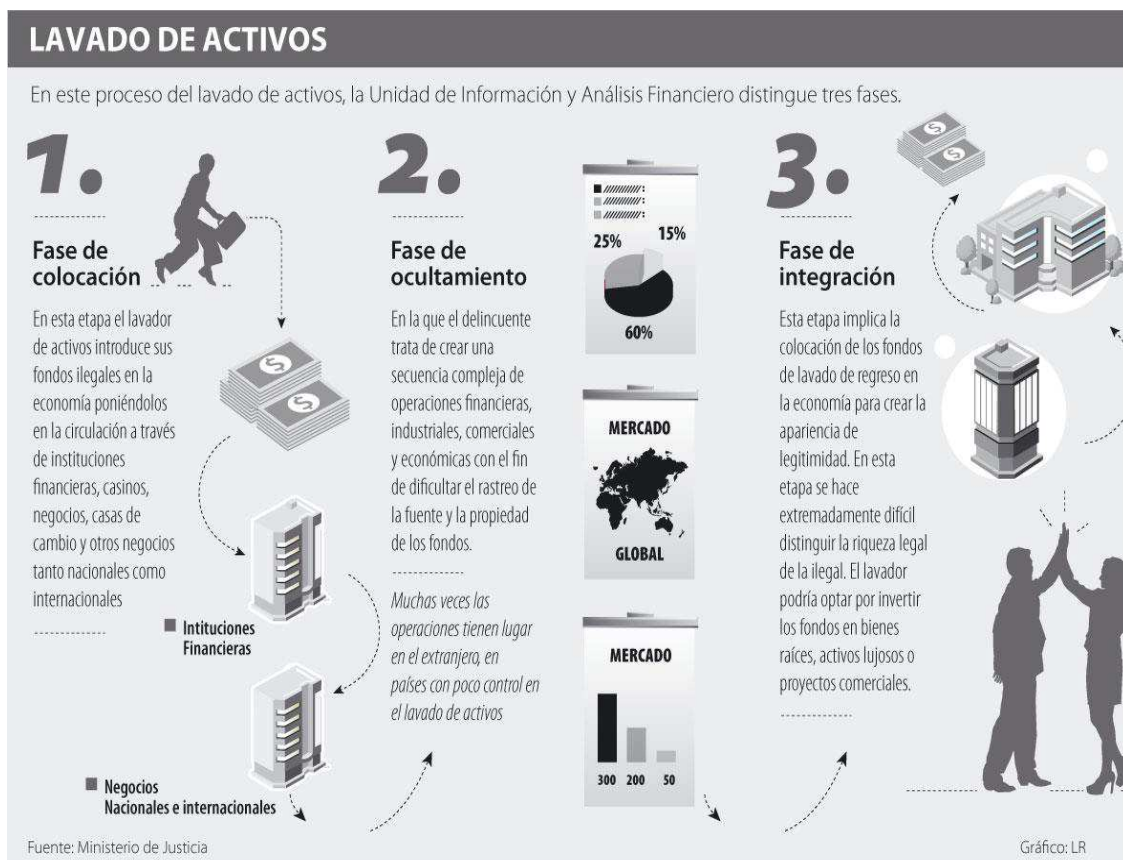 LAVADO DE ACTIVOS
En este proceso del lavado de activos, la Unidad de Información y Análisis Financiero distingue tres fases.
1.
Fase de
colocación
En esta etapa el lavador
de activos introduce sus
fondos ilegales en la
economía poniéndolos
en la circulación a través
de instituciones
financieras, casinos,
negocios, casas de
cambio y otros negocios
tanto nacionales como
internacionales
$
$
Intituciones
Financieras
Negocios
Nacionales e internacionales
2.
Fase de
ocultamiento
En la que el delincuente
trata de crear una
secuencia compleja de
operaciones financieras,
industriales, comerciales
y económicas con el fin
de dificultar el rastreo de
la fuente y la propiedad
de los fondos.
Muchas veces las
operaciones tienen lugar
en el extranjero, en
países con poco control en
el lavado de activos
25%
15%
60%
MERCADO
GLOBAL
MERCADO
300 200 50
3.
Fase de
integración
Esta etapa implica la
colocación de los fondos
de lavado de regreso en
la economía para crear la
apariencia de
legitimidad. En esta
etapa se hace
extremadamente difícil
distinguir la riqueza legal
de la ilegal. El lavador
podría optar por invertir
los fondos en bienes
raíces, activos lujosos o
proyectos comerciales.
$
$
Fuente: Ministerio de Justicia
Gráfico: LR